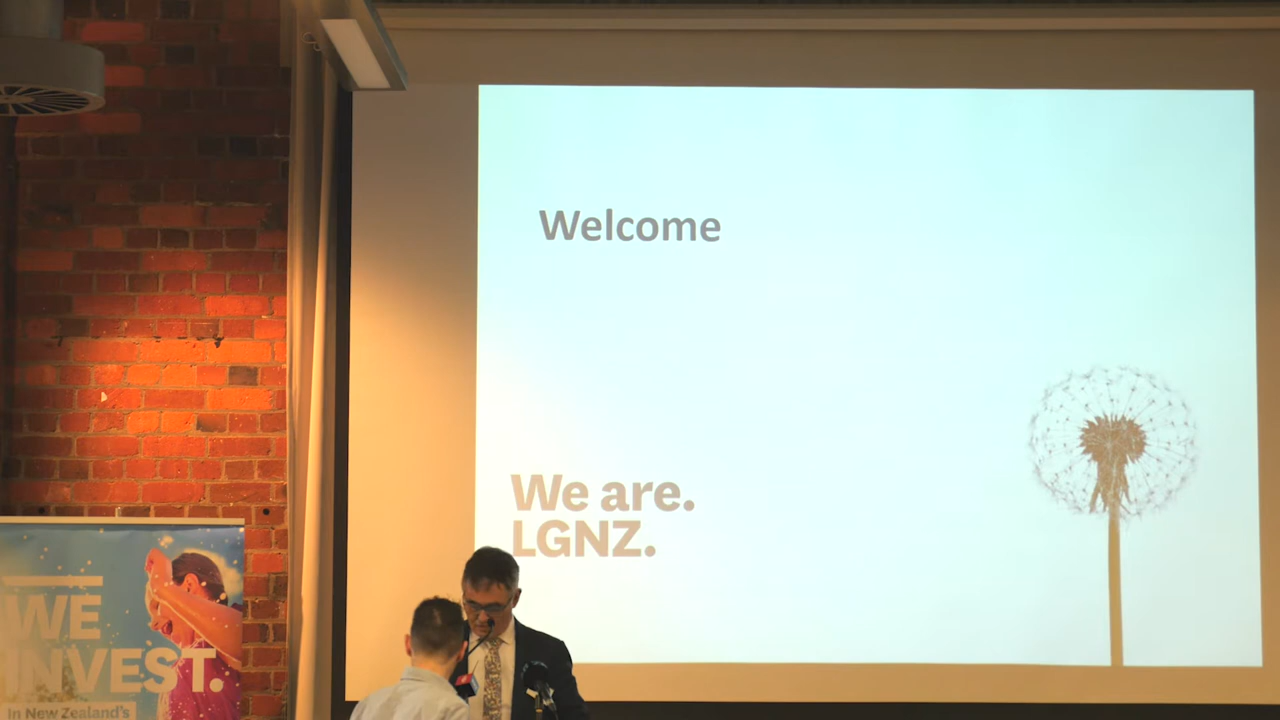 Welcome
We are.
LGNZ.
WE
INVEST.
In New Zealand's